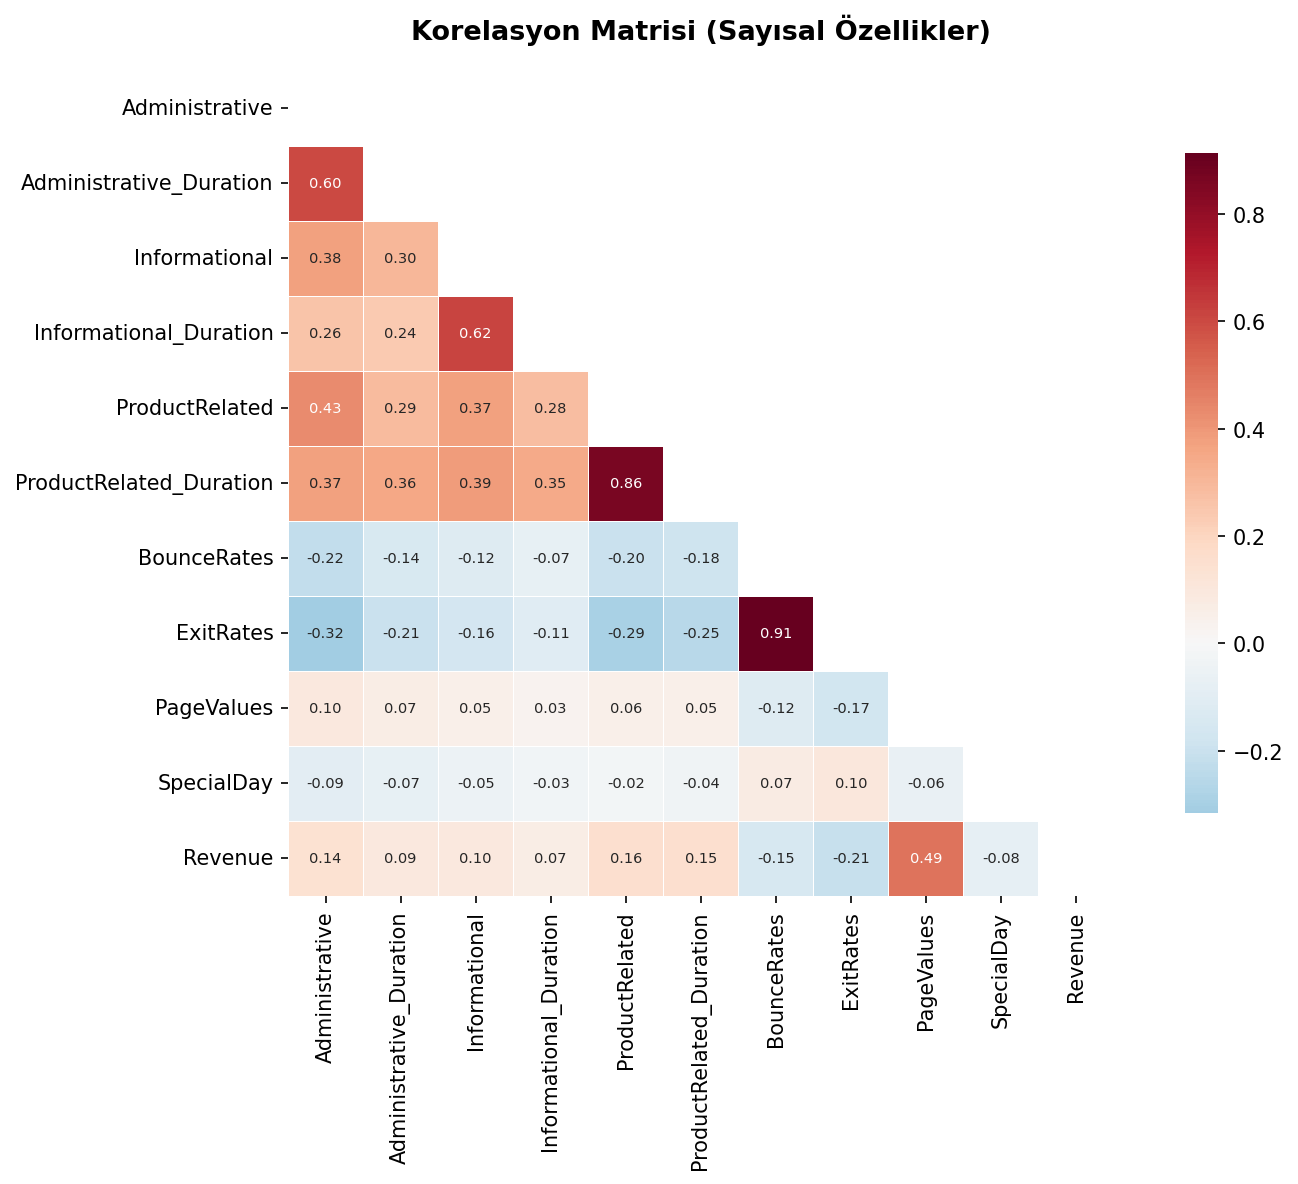 Korelasyon Matrisi (Sayısal Özellikler)
Administrative
Administrative_Duration 0.60
Informational 0.38 0.30
Informational_Duration 0.26 0.24 0.62
ProductRelated 0.43 0.29 0.37 0.28
ProductRelated_Duration 0.37 0.36 0.39 0.35 0.86
BounceRates -0.22 -0.14 -0.12 -0.07 -0.20 -0.18
ExitRates -0.32 -0.21 -0.16 -0.11 -0.29 -0.25 0.91
PageValues 0.10 0.07 0.05 0.03 0.06 0.05 -0.12 -0.17
SpecialDay -0.09 -0.07 -0.05 -0.03 -0.02 -0.04 0.07 0.10 -0.06
Revenue 0.14 0.09 0.10 0.07 0.16 0.15 -0.15 -0.21 0.49 -0.08
Administrative
Administrative_Duration
Informational
Informational_Duration
ProductRelated
ProductRelated_Duration
BounceRates
ExitRates
PageValues
SpecialDay
Revenue
0.8
0.6
0.4
0.2
0.0
−0.2